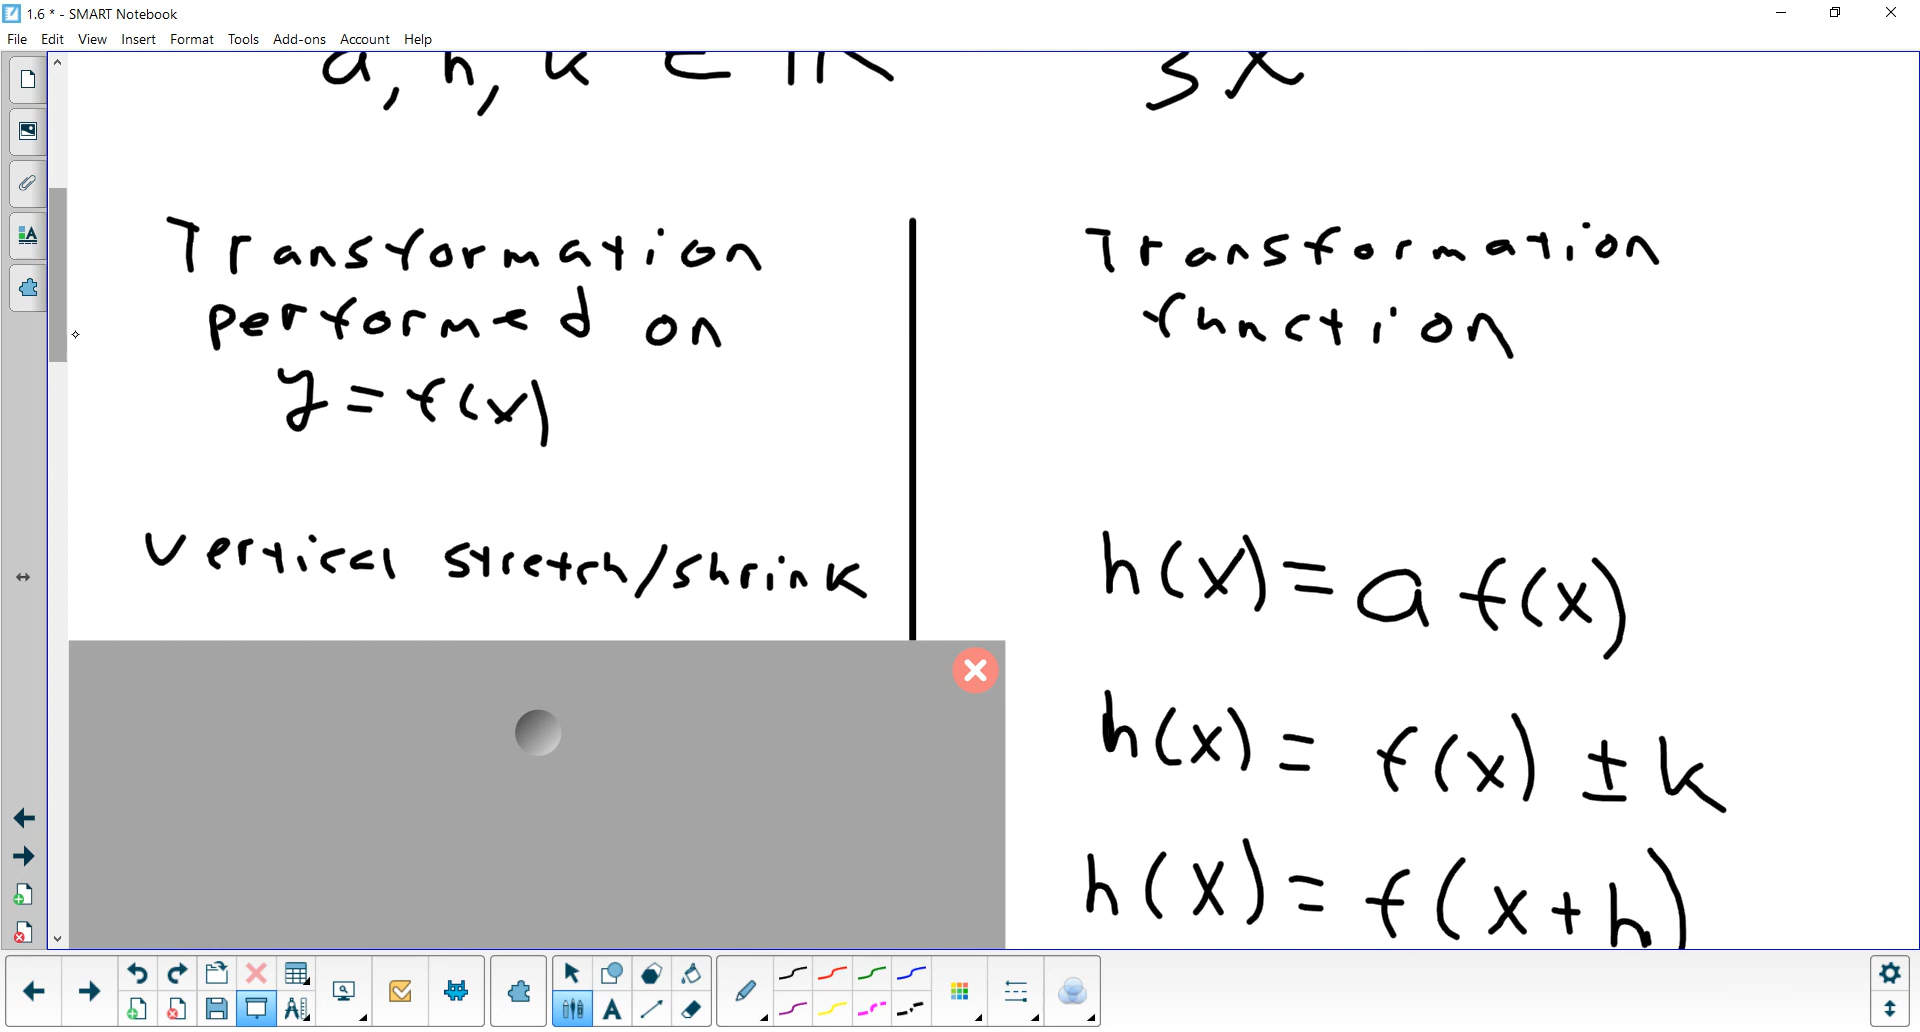 1.6 * - SMART Notebook
File Edit View Insert Format Tools Add-ons Account Help
a, h, k ∈ ℝ
3x
Transformation
performed on
y = f(x)
Transformation
function
vertical stretch/shrink
h(x) = a f(x)
h(x) = f(x) ± k
h(x) = f(x+h)